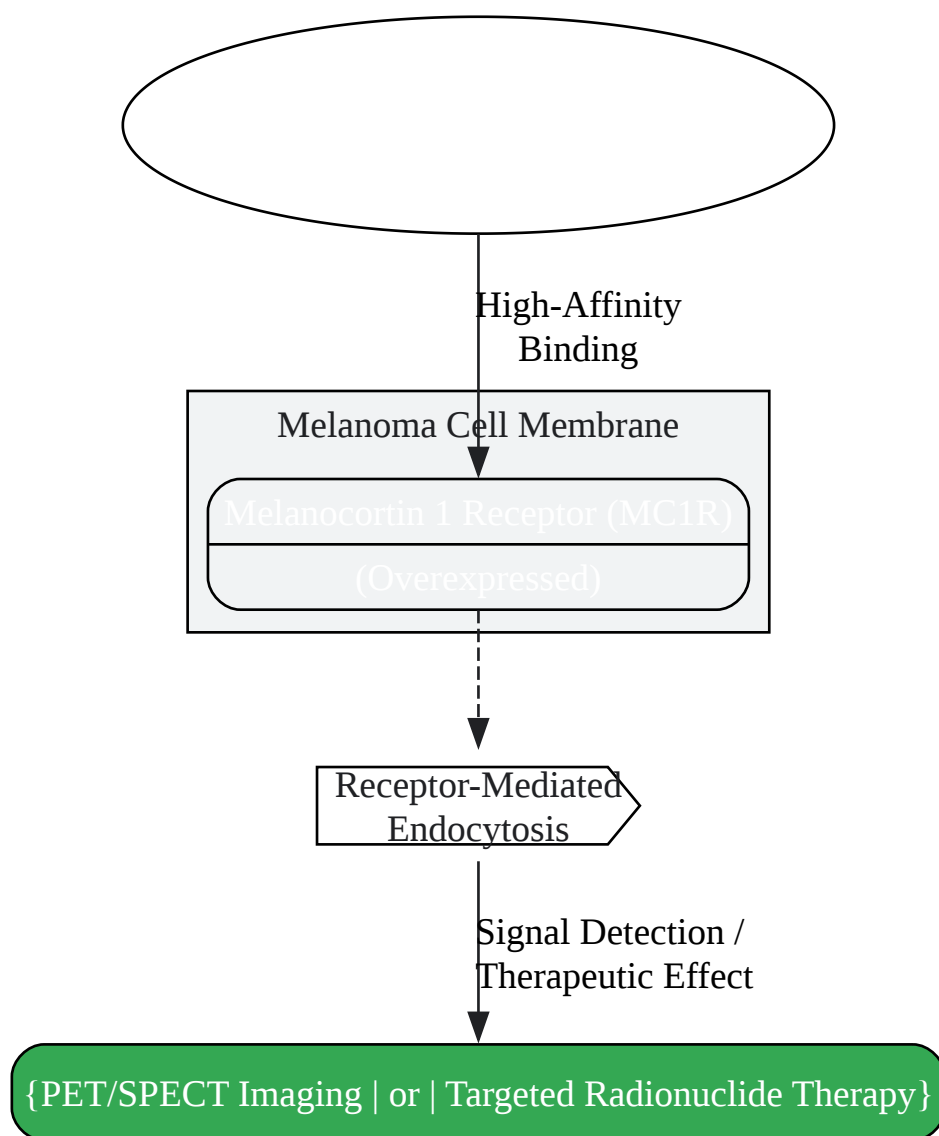 High-Affinity
Binding
Melanoma Cell Membrane
Melanocortin 1 Receptor (MC1R)
(Overexpressed)
Receptor-Mediated
Endocytosis
Signal Detection /
Therapeutic Effect
{PET/SPECT Imaging | or | Targeted Radionuclide Therapy}